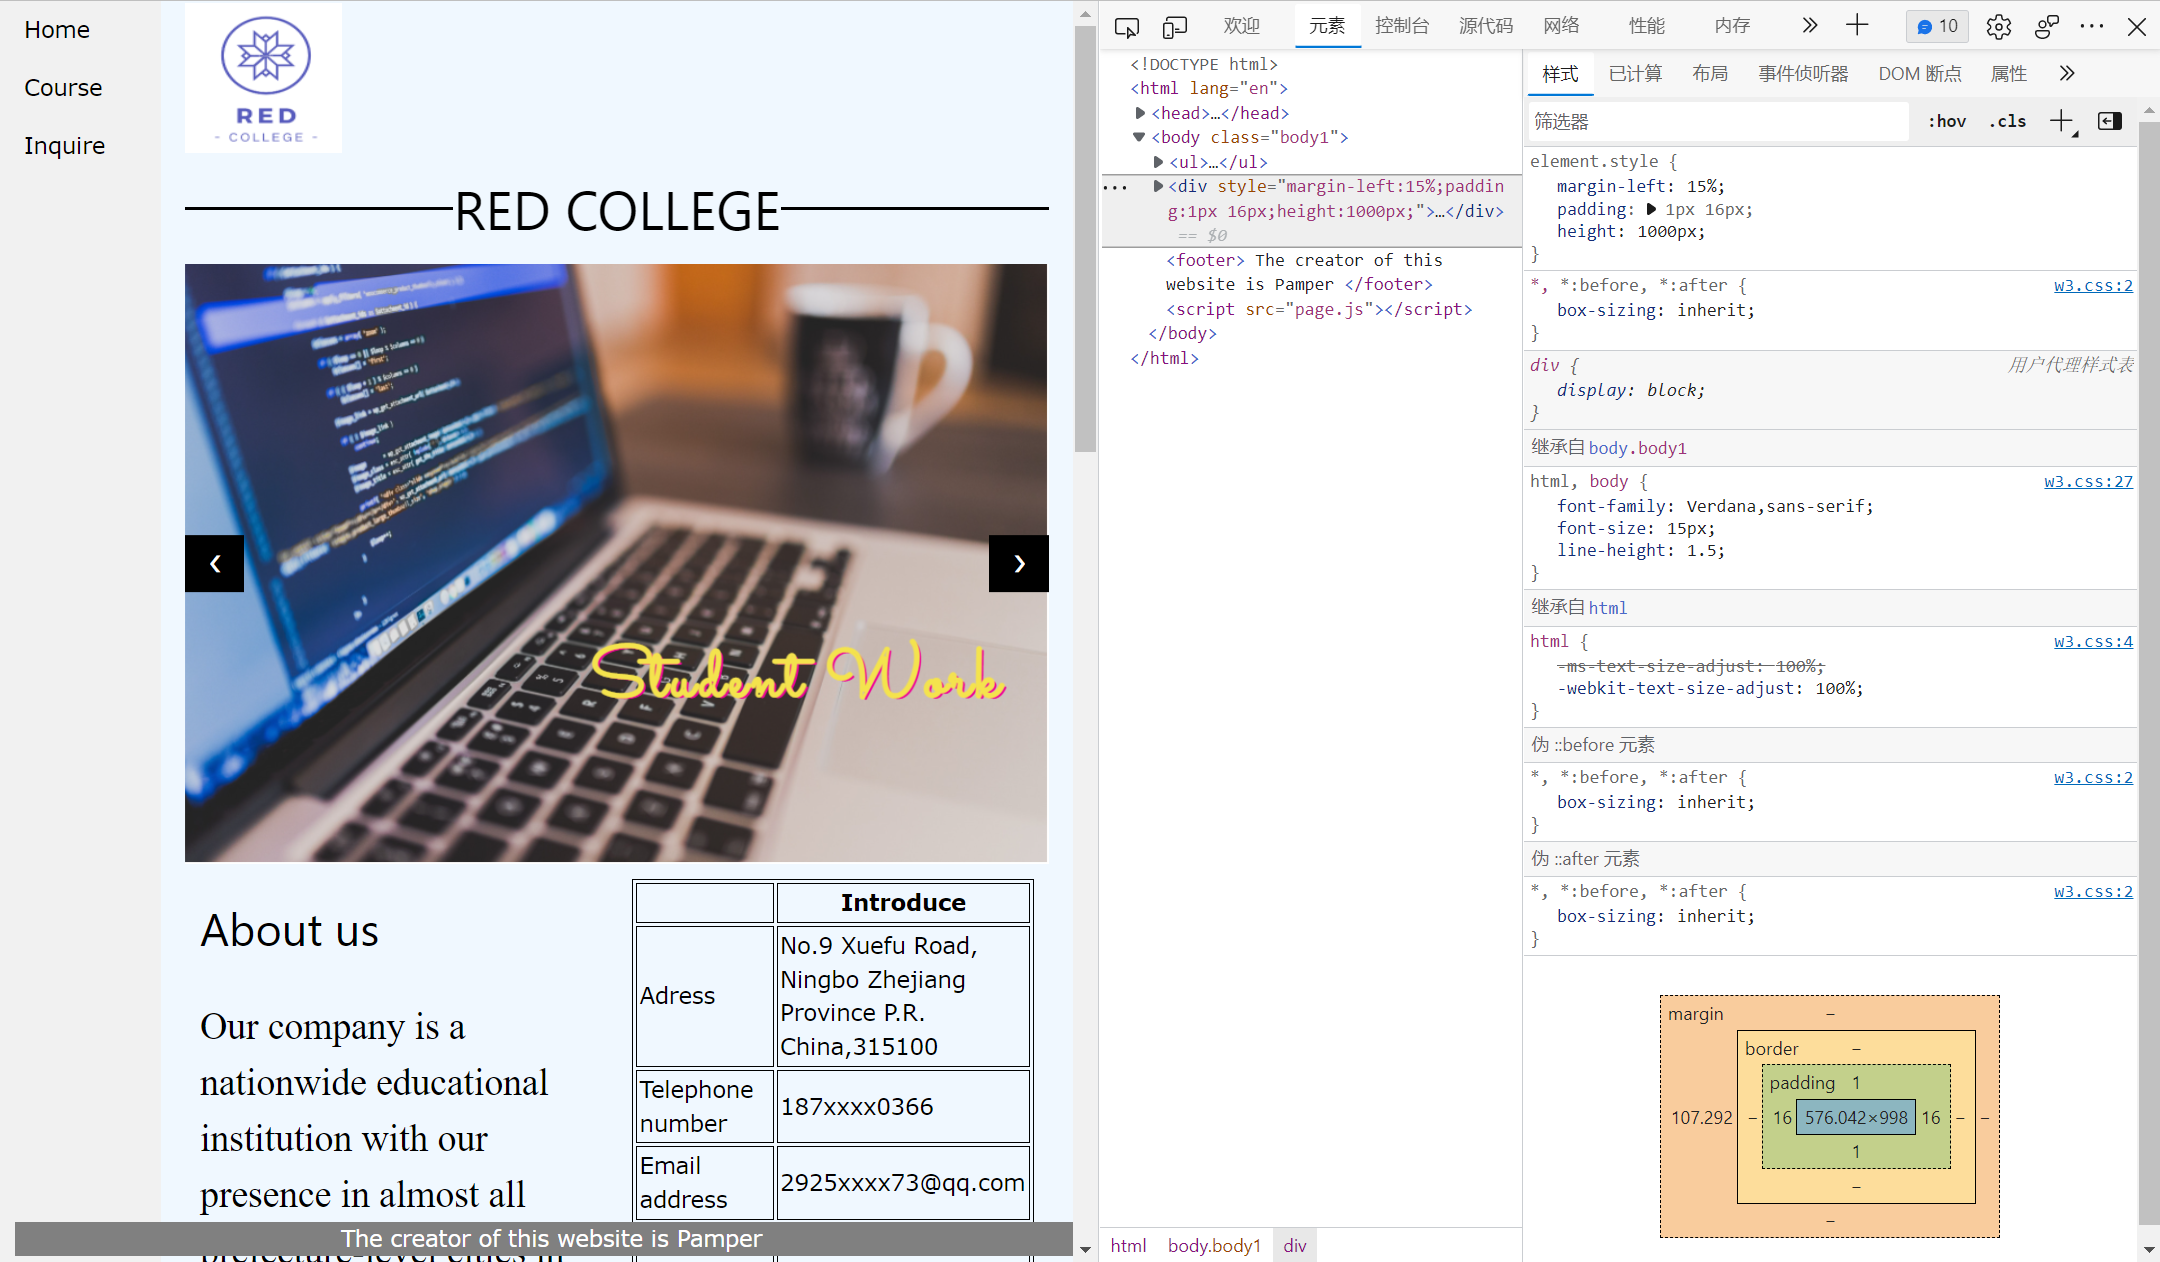 Home
Course
Inquire
RED
- COLLEGE -
RED COLLEGE
❮
❯
Student Work
About us
Our company is a
nationwide educational
institution with our
presence in almost all
Introduce
Adress
No.9 Xuefu Road,
Ningbo Zhejiang
Province P.R.
China,315100
Telephone
number
187xxxx0366
Email
address
2925xxxx73@qq.com
The creator of this website is Pamper
prefecture-level cities in
欢迎
元素
控制台
源代码
网络
性能
内存
10
<!DOCTYPE html>
<html lang="en">
<head>…</head>
<body class="body1">
<ul>…</ul>
<div style="margin-left:15%;paddin
g:1px 16px;height:1000px;">…</div>
== $0
<footer> The creator of this
website is Pamper </footer>
<script src="page.js"></script>
</body>
</html>
html body.body1 div
样式
已计算
布局
事件侦听器
DOM 断点
属性
筛选器
:hov
.cls
element.style {
margin-left: 15%;
padding: 1px 16px;
height: 1000px;
}
*, *:before, *:after {
w3.css:2
box-sizing: inherit;
}
div {
用户代理样式表
display: block;
}
继承自 body.body1
html, body {
w3.css:27
font-family: Verdana,sans-serif;
font-size: 15px;
line-height: 1.5;
}
继承自 html
html {
w3.css:4
-ms-text-size-adjust: 100%;
-webkit-text-size-adjust: 100%;
}
伪 ::before 元素
*, *:before, *:after {
w3.css:2
box-sizing: inherit;
}
伪 ::after 元素
*, *:before, *:after {
w3.css:2
box-sizing: inherit;
}
margin –
border –
padding 1
107.292 – 16 576.042×998 16 – –
1
–
–